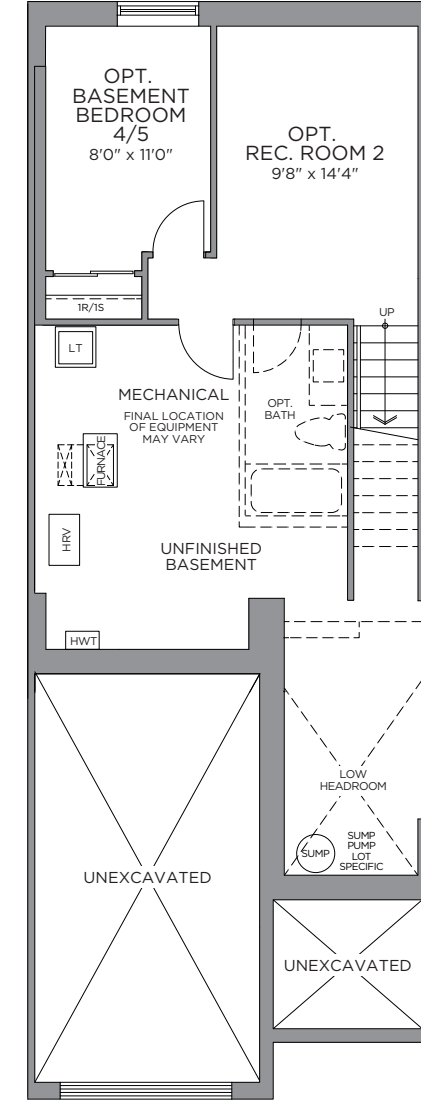 OPT.
BASEMENT
BEDROOM
4/5
8'0" x 11'0"
OPT.
REC. ROOM 2
9'8" x 14'4"
1R/1S
UP
LT
MECHANICAL
FINAL LOCATION
OF EQUIPMENT
MAY VARY
OPT.
BATH
FURNACE
HRV
UNFINISHED
BASEMENT
HWT
LOW
HEADROOM
SUMP
SUMP
PUMP
LOT
SPECIFIC
UNEXCAVATED
UNEXCAVATED